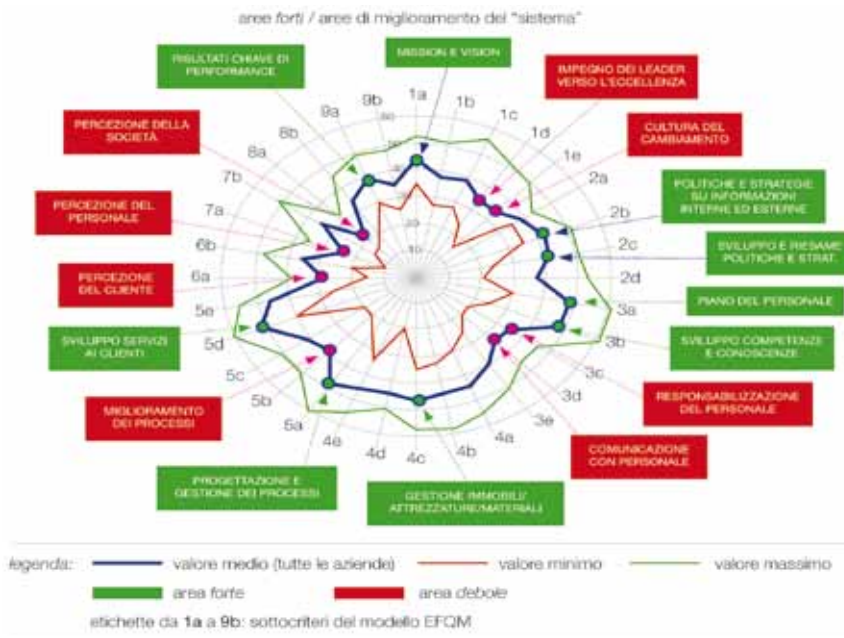 aree forti / aree di miglioramento del "sistema"
RISULTATI CHIAVE DI
PERFORMANCE
MISSION E VISION
IMPEGNO DEI LEADER
VERSO L'ECCELLENZA
PERCEZIONE DELLA
SOCIETÀ
CULTURA DEL
CAMBIAMENTO
PERCEZIONE DEL
PERSONALE
POLITICHE E STRATEGIE
SU INFORMAZIONI
INTERNE ED ESTERNE
PERCEZIONE
DEL CLIENTE
SVILUPPO E RIESAME
POLITICHE E STRAT.
PIANO DEL PERSONALE
SVILUPPO SERVIZI
AI CLIENTI
SVILUPPO COMPETENZE
E CONOSCENZE
MIGLIORAMENTO
DEI PROCESSI
RESPONSABILIZZAZIONE
DEL PERSONALE
COMUNICAZIONE
CON PERSONALE
PROGETTAZIONE E
GESTIONE DEI PROCESSI
GESTIONE IMMOBILI/
ATTREZZATURE/MATERIALI
1a
1b
1c
1d
1e
2a
2b
2c
2d
3a
3b
3c
3d
3e
4a
4b
4c
4d
4e
5a
5b
5c
5d
5e
6a
6b
7a
7b
8a
8b
9a
9b
10
20
legenda:
valore medio (tutte le aziende)
valore minimo
valore massimo
area forte
area debole
etichette da 1a a 9b: sottocriteri del modello EFQM